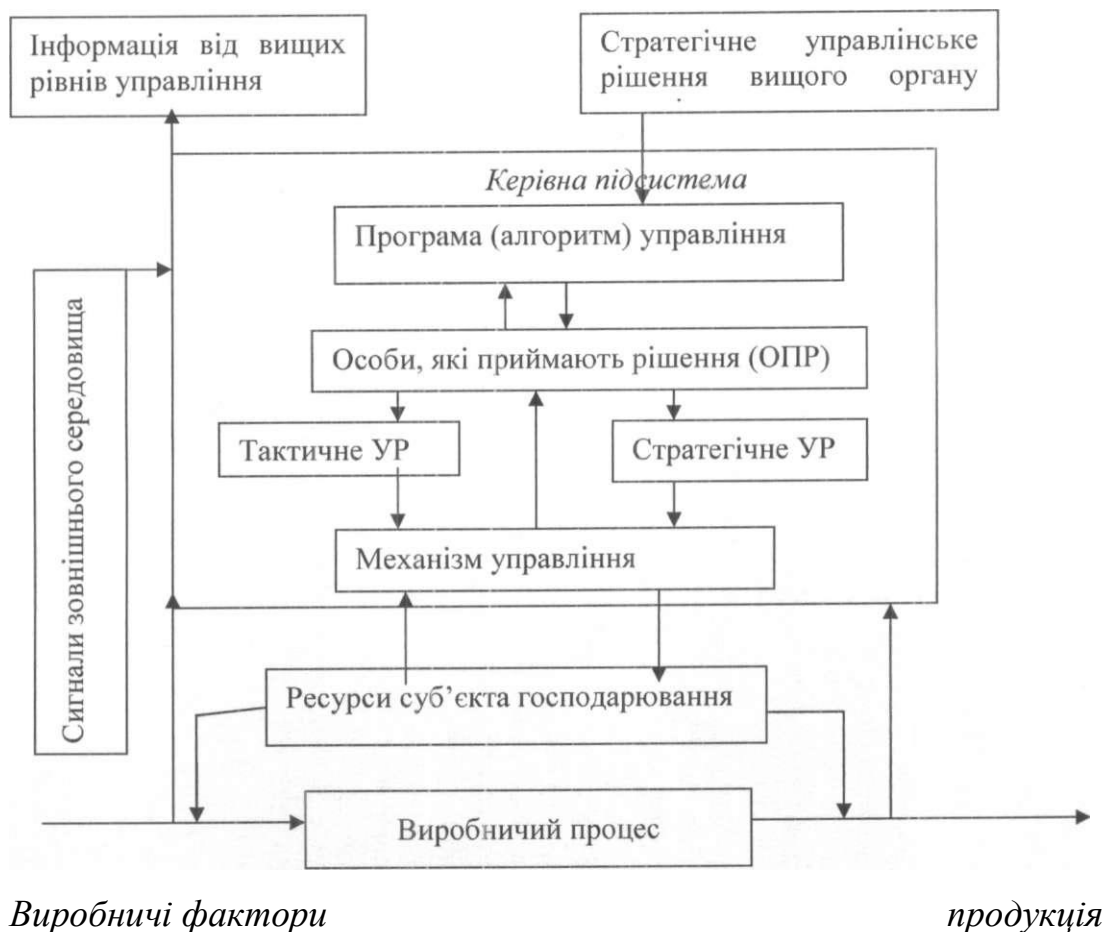 Інформація від вищих
рівнів управління
Стратегічне управлінське
рішення вищого органу
Керівна підсистема
Програма (алгоритм) управління
Особи, які приймають рішення (ОПР)
Тактичне УР
Стратегічне УР
Механізм управління
Сигнали зовнішнього середовища
Ресурси суб’єкта господарювання
Виробничий процес
Виробничі фактори
продукція